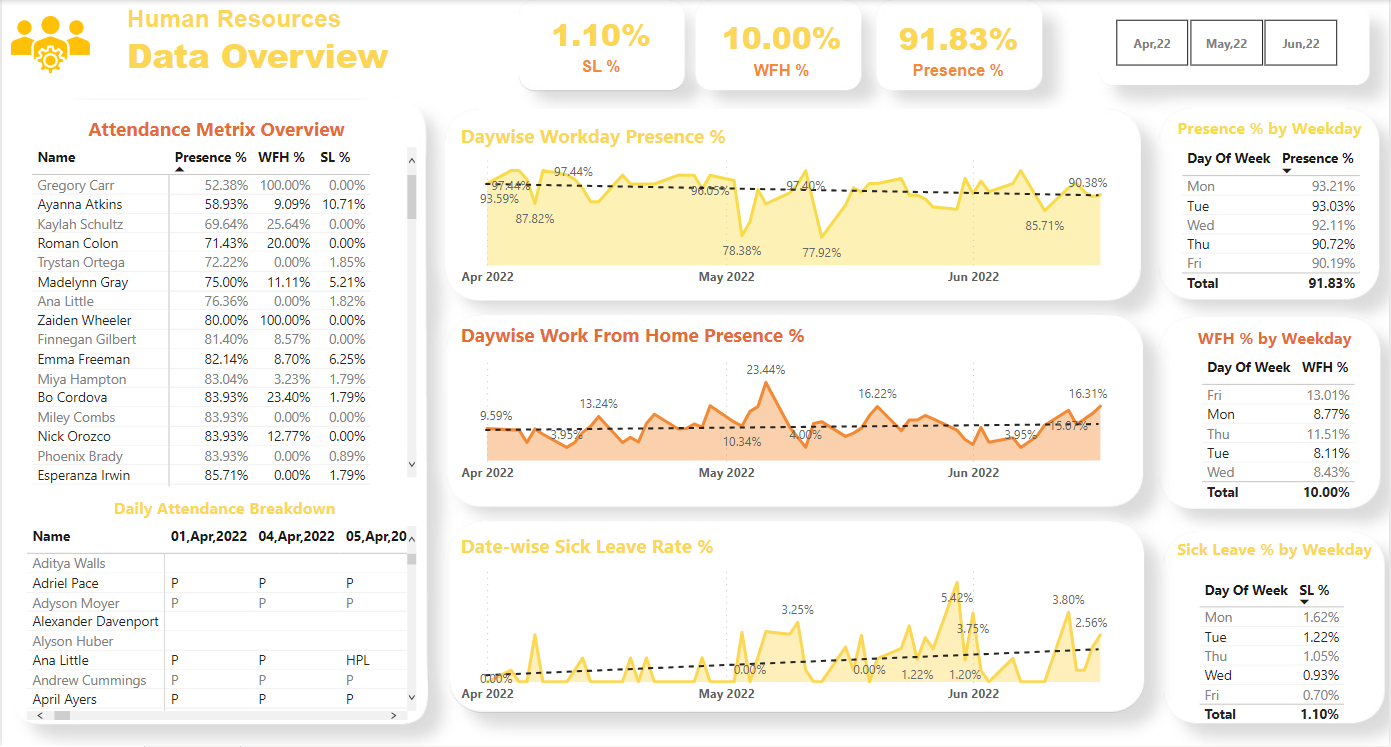 Human Resources
Data Overview
1.10%
SL %
10.00%
WFH %
91.83%
Presence %
Apr,22 May,22 Jun,22
Attendance Metrix Overview
Name Presence % WFH % SL %
Gregory Carr 52.38% 100.00% 0.00%
Ayanna Atkins 58.93% 9.09% 10.71%
Kaylah Schultz 69.64% 25.64% 0.00%
Roman Colon 71.43% 20.00% 0.00%
Trystan Ortega 72.22% 0.00% 1.85%
Madelynn Gray 75.00% 11.11% 5.21%
Ana Little 76.36% 0.00% 1.82%
Zaiden Wheeler 80.00% 100.00% 0.00%
Finnegan Gilbert 81.40% 8.57% 0.00%
Emma Freeman 82.14% 8.70% 6.25%
Miya Hampton 83.04% 3.23% 1.79%
Bo Cordova 83.93% 23.40% 1.79%
Miley Combs 83.93% 0.00% 0.00%
Nick Orozco 83.93% 12.77% 0.00%
Phoenix Brady 83.93% 0.00% 0.89%
Esperanza Irwin 85.71% 0.00% 1.79%
Daily Attendance Breakdown
Name 01,Apr,2022 04,Apr,2022 05,Apr,20
Aditya Walls
Adriel Pace P P P
Adyson Moyer P P P
Alexander Davenport
Alyson Huber
Ana Little P P HPL
Andrew Cummings P P P
April Ayers P P P
Daywise Workday Presence %
97.44%
97.44% 96.05% 97.40% 90.38%
93.59%
87.82% 85.71%
78.38% 77.92%
Apr 2022 May 2022 Jun 2022
Daywise Work From Home Presence %
23.44%
16.22% 16.31%
9.59% 13.24%
3.95% 10.34% 4.00% 3.95% 15.07%
Apr 2022 May 2022 Jun 2022
Date-wise Sick Leave Rate %
5.42% 3.80%
3.25% 3.75% 2.56%
0.00% 0.00% 0.00% 1.22% 1.20%
Apr 2022 May 2022 Jun 2022
Presence % by Weekday
Day Of Week Presence %
Mon 93.21%
Tue 93.03%
Wed 92.11%
Thu 90.72%
Fri 90.19%
Total 91.83%
WFH % by Weekday
Day Of Week WFH %
Fri 13.01%
Mon 8.77%
Thu 11.51%
Tue 8.11%
Wed 8.43%
Total 10.00%
Sick Leave % by Weekday
Day Of Week SL %
Mon 1.62%
Tue 1.22%
Thu 1.05%
Wed 0.93%
Fri 0.70%
Total 1.10%